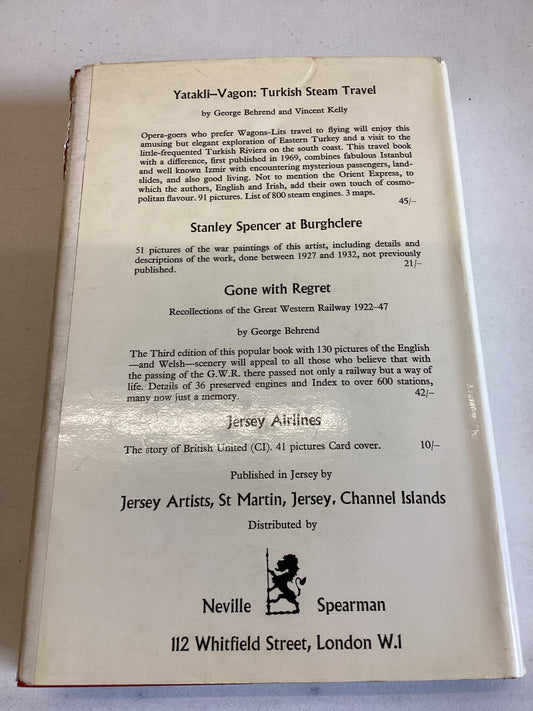 Yatakli–Vagon: Turkish Steam Travel
by George Behrend and Vincent Kelly
Opera-goers who prefer Wagons-Lits travel to flying will enjoy this
amusing but elegant exploration of Eastern Turkey and a visit to the
little-frequented Turkish Riviera on the south coast. This travel book
with a difference, first published in 1969, combines fabulous Istanbul
and well known Izmir with encountering mysterious passengers, land-
slides, and also good living. Not to mention the Orient Express, to
which the authors, English and Irish, add their own touch of cosmo-
politan flavour. 91 pictures. List of 800 steam engines. 3 maps.
45/–
Stanley Spencer at Burghclere
51 pictures of the war paintings of this artist, including details and
descriptions of the work, done between 1927 and 1932, not previously
published. 21/–
Gone with Regret
Recollections of the Great Western Railway 1922–47
by George Behrend
The Third edition of this popular book with 130 pictures of the English
—and Welsh—scenery will appeal to all those who believe that with
the passing of the G.W.R. there passed not only a railway but a way of
life. Details of 36 preserved engines and Index to over 600 stations,
many now just a memory. 42/–
Jersey Airlines
The story of British United (CI). 41 pictures Card cover. 10/–
Published in Jersey by
Jersey Artists, St Martin, Jersey, Channel Islands
Distributed by
Neville Spearman
112 Whitfield Street, London W.1